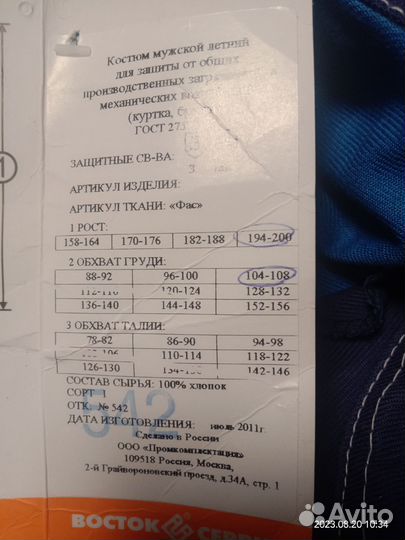 Костюм мужской летний
для защиты от общих
производственных
механических
(куртка,
ГОСТ
ЗАЩИТНЫЕ СВ-ВА:
АРТИКУЛ ИЗДЕЛИЯ:
АРТИКУЛ ТКАНИ: «Фас»
1 РОСТ:
158-164 170-176 182-188 194-200
2 ОБХВАТ ГРУДИ:
88-92 96-100 104-108
120-124 128-132
136-140 144-148 152-156
3 ОБХВАТ ТАЛИИ:
78-82 86-90 94-98
110-114 118-122
126-130 142-146
СОСТАВ СЫРЬЯ: 100% хлопок
СОРТ
ОТК: № 542
542
ДАТА ИЗГОТОВЛЕНИЯ: июль 2011г.
Сделано в России
ООО «Промкомплектация»
109518 Россия, Москва,
2-й Грайвороновский проезд, д.34А, стр. 1
ВОСТОК СЕРВИС
1
Avito
2023.08.20 10:34